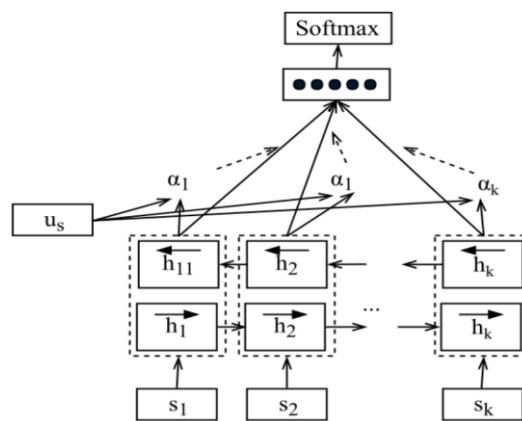 Softmax
α₁ α₁ αₖ
uₛ
h₁₁ h₂ hₖ
h₁ h₂ ... hₖ
s₁ s₂ sₖ